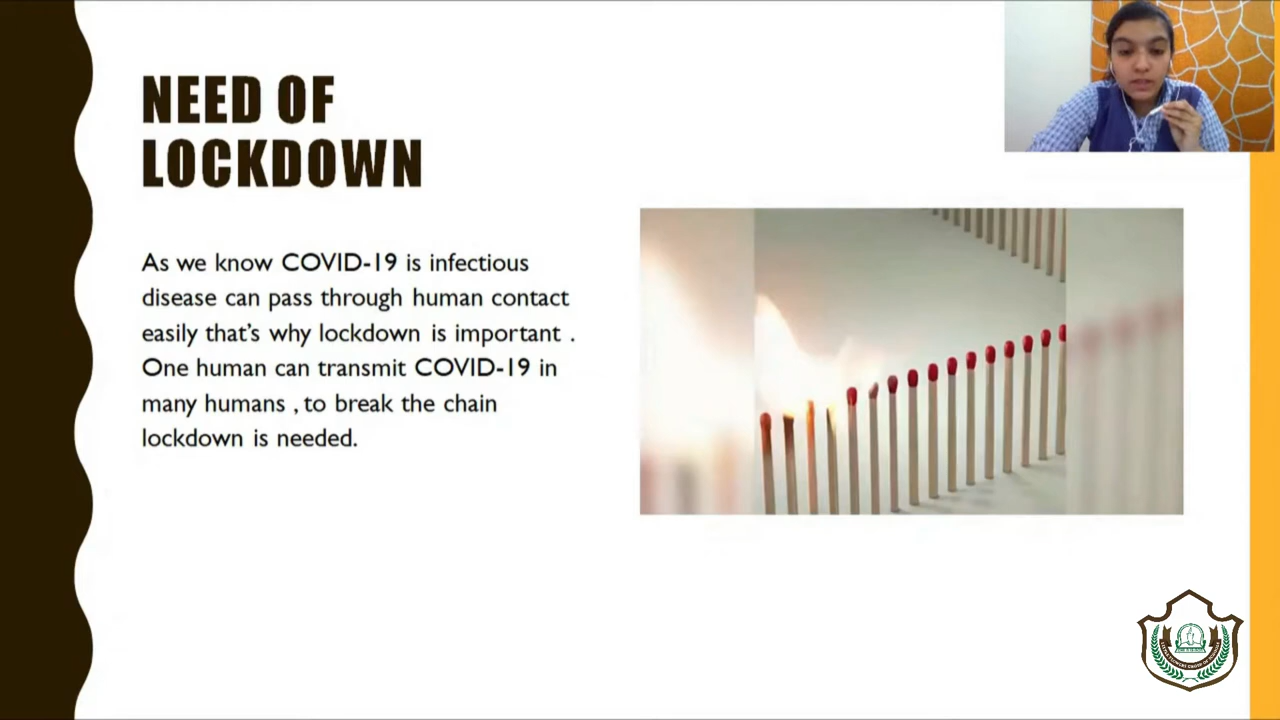 NEED OF
LOCKDOWN
As we know COVID-19 is infectious
disease can pass through human contact
easily that's why lockdown is important .
One human can transmit COVID-19 in
many humans , to break the chain
lockdown is needed.